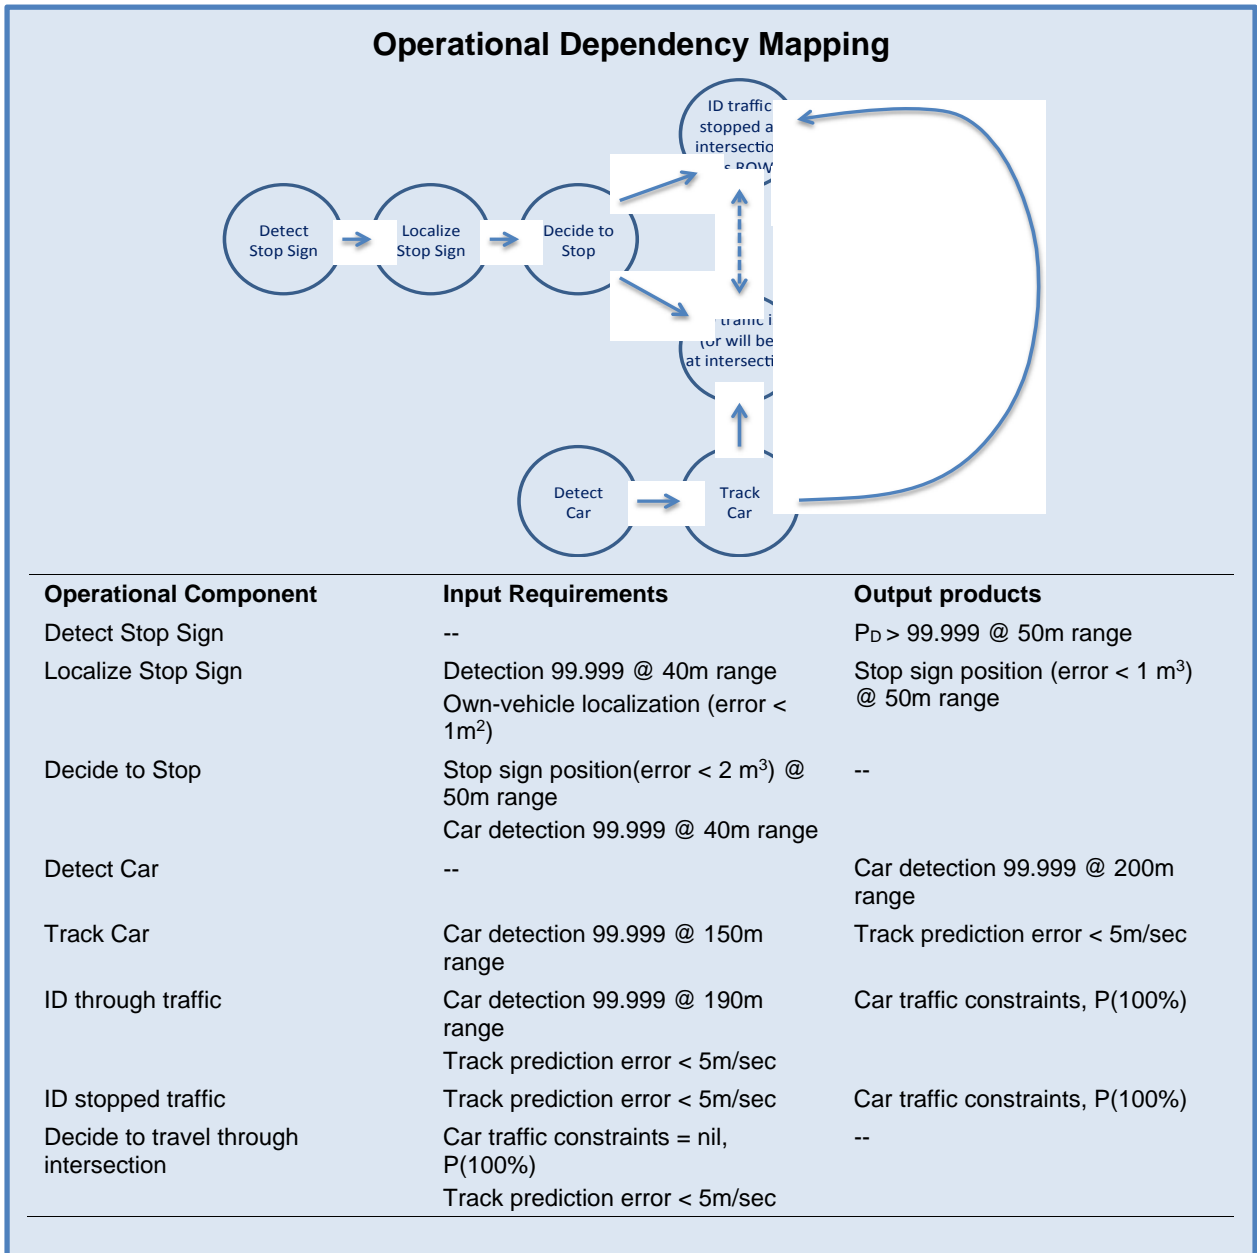 Operational Dependency Mapping
ID traffic
stopped a
intersectio
s ROW
Detect
Stop Sign
Localize
Stop Sign
Decide to
Stop
traffic i
(or will be
at intersecti
Detect
Car
Track
Car
Operational Component Input Requirements Output products
Detect Stop Sign -- PD > 99.999 @ 50m range
Localize Stop Sign Detection 99.999 @ 40m range Stop sign position (error < 1 m³)
@ 50m range
Own-vehicle localization (error <
1m²)
Decide to Stop Stop sign position(error < 2 m³) @ --
50m range
Car detection 99.999 @ 40m range
Detect Car -- Car detection 99.999 @ 200m
range
Track Car Car detection 99.999 @ 150m Track prediction error < 5m/sec
range
ID through traffic Car detection 99.999 @ 190m Car traffic constraints, P(100%)
range
Track prediction error < 5m/sec
ID stopped traffic Track prediction error < 5m/sec Car traffic constraints, P(100%)
Decide to travel through Car traffic constraints = nil, --
intersection P(100%)
Track prediction error < 5m/sec